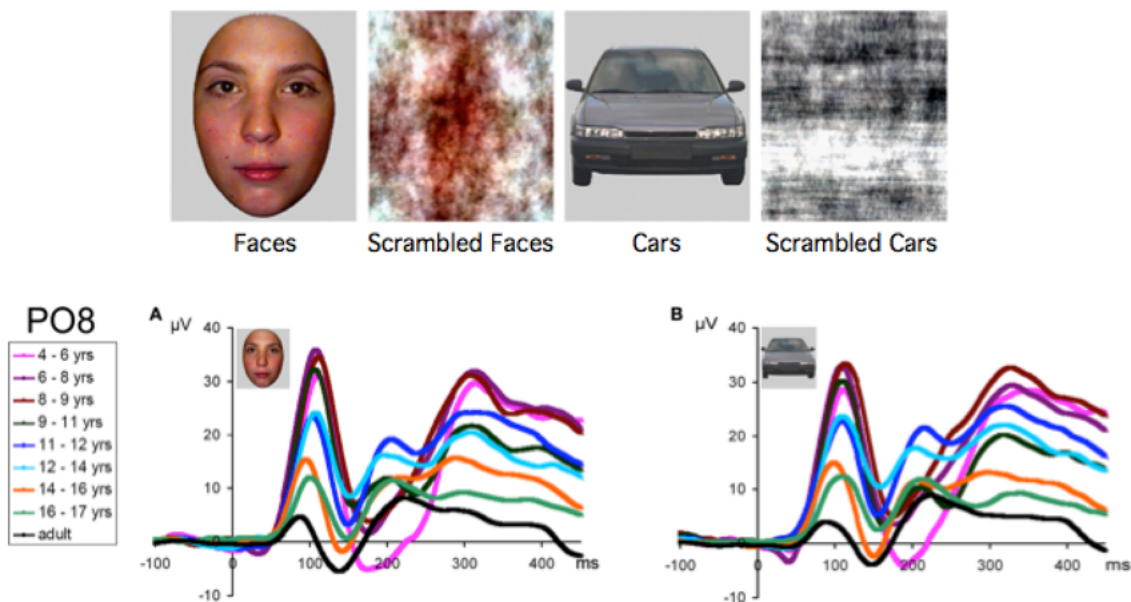 Faces
Scrambled Faces
Cars
Scrambled Cars
PO8
4 - 6 yrs
6 - 8 yrs
8 - 9 yrs
9 - 11 yrs
11 - 12 yrs
12 - 14 yrs
14 - 16 yrs
16 - 17 yrs
adult
A
µV
40
30
20
10
0
-10
-100
0
100
200
300
400
ms
B
µV
40
30
20
10
0
-10
-100
0
100
200
300
400
ms